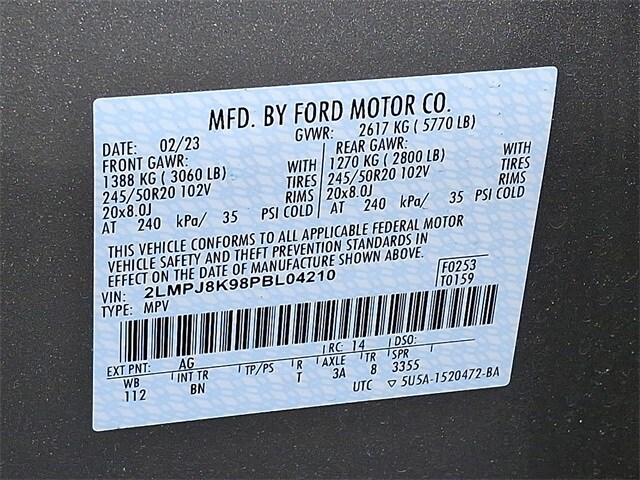 MFD. BY FORD MOTOR CO.
DATE: 02/23 GVWR: 2617 KG ( 5770 LB)
FRONT GAWR: REAR GAWR:
1388 KG ( 3060 LB) WITH 1270 KG ( 2800 LB) WITH
245/50R20 102V TIRES 245/50R20 102V TIRES
20x8.0J RIMS 20x8.0J RIMS
AT 240 kPa/ 35 PSI COLD AT 240 kPa/ 35 PSI COLD
THIS VEHICLE CONFORMS TO ALL APPLICABLE FEDERAL MOTOR
VEHICLE SAFETY AND THEFT PREVENTION STANDARDS IN
EFFECT ON THE DATE OF MANUFACTURE SHOWN ABOVE.
VIN: 2LMPJ8K98PBL04210 F0253
TYPE: MPV T0159
EXT PNT: AG RC: 14 DSO:
WB INT TR TP/PS R AXLE TR SPR
112 BN T 3A 8 3355
UTC ▽ 5U5A-1520472-BA